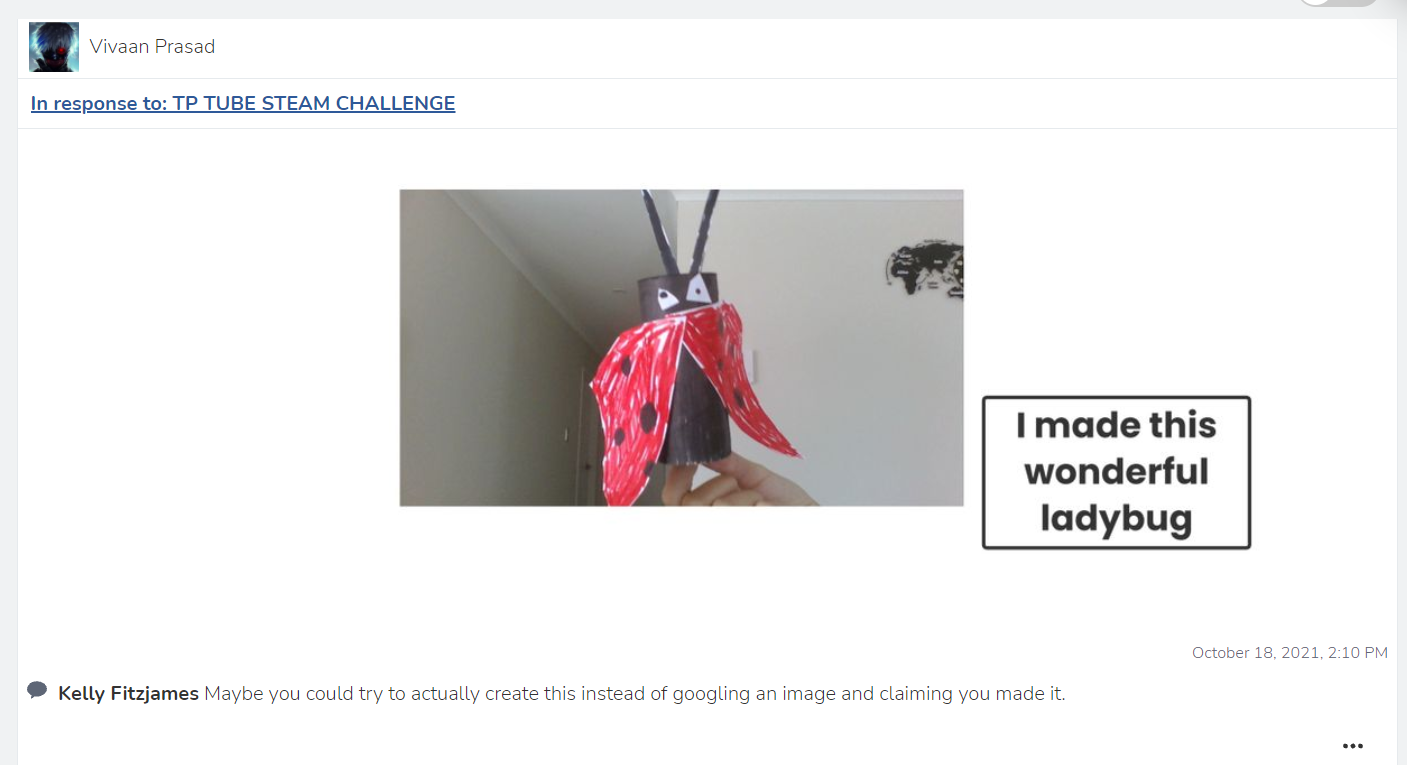 Vivaan Prasad
In response to: TP TUBE STEAM CHALLENGE
I made this
wonderful
ladybug
October 18, 2021, 2:10 PM
Kelly Fitzjames Maybe you could try to actually create this instead of googling an image and claiming you made it.